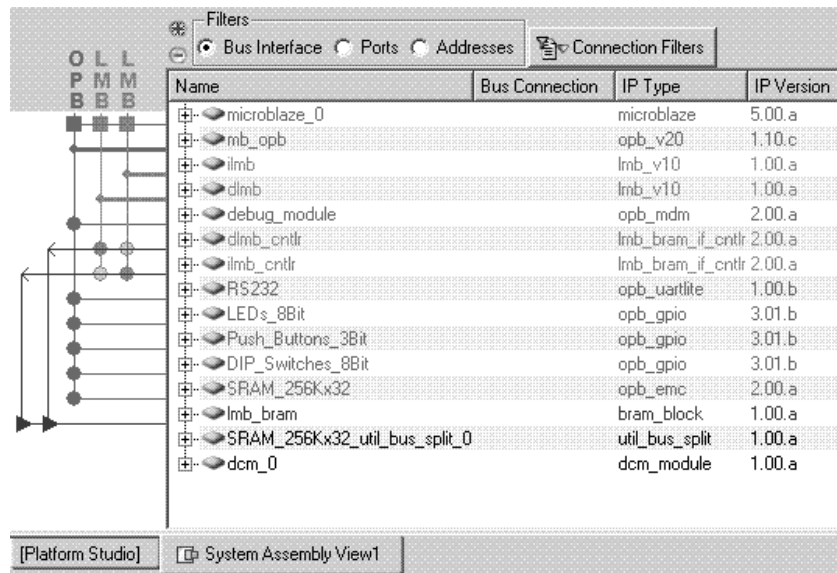 Filters
Bus Interface Ports Addresses Connection Filters
OPB LMB LMB
Name Bus Connection IP Type IP Version
microblaze_0 microblaze 5.00.a
mb_opb opb_v20 1.10.c
ilmb lmb_v10 1.00.a
dlmb lmb_v10 1.00.a
debug_module opb_mdm 2.00.a
dlmb_cntlr lmb_bram_if_cntlr 2.00.a
ilmb_cntlr lmb_bram_if_cntlr 2.00.a
RS232 opb_uartlite 1.00.b
LEDs_8Bit opb_gpio 3.01.b
Push_Buttons_3Bit opb_gpio 3.01.b
DIP_Switches_8Bit opb_gpio 3.01.b
SRAM_256Kx32 opb_emc 2.00.a
lmb_bram bram_block 1.00.a
SRAM_256Kx32_util_bus_split_0 util_bus_split 1.00.a
dcm_0 dcm_module 1.00.a
[Platform Studio] System Assembly View1